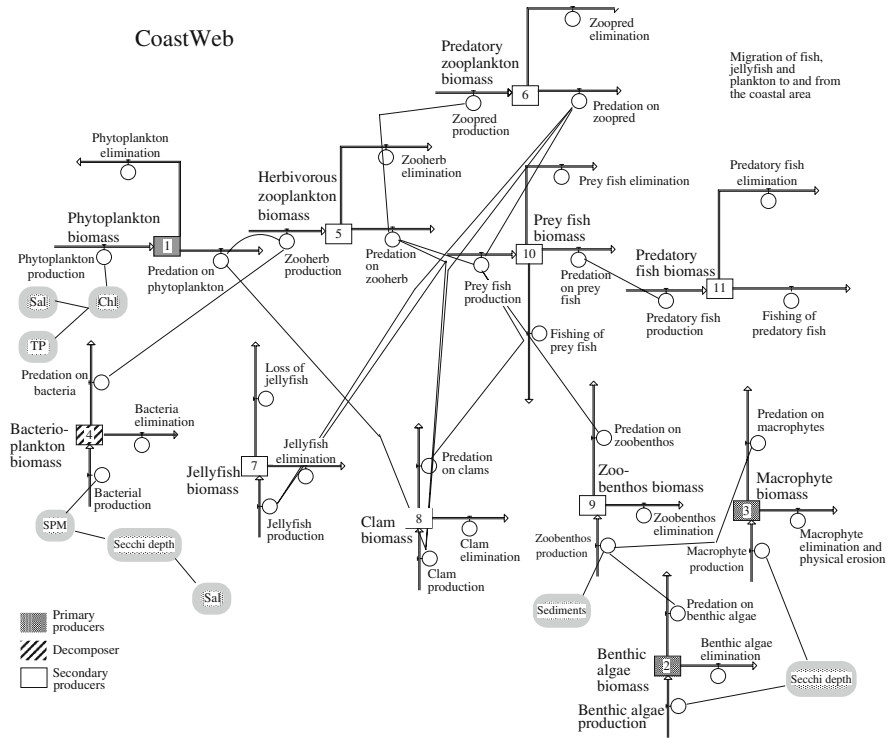 CoastWeb
Zoopred
elimination
Predatory
zooplankton
biomass
6
Migration of fish,
jellyfish and
plankton to and from
the coastal area
Zoopred
production
Predation on
zoopred
Phytoplankton
elimination
Herbivorous
zooplankton
biomass
5
Zooherb
elimination
Prey fish elimination
Predatory fish
elimination
Phytoplankton
biomass
1
Phytoplankton
production
Predation on
phytoplankton
Zooherb
production
Predation
on
zooherb
Prey fish
biomass
10
Prey fish
production
Predation
on prey
fish
Predatory
fish biomass
11
Predatory fish
production
Fishing of
predatory fish
Sal
Chl
TP
Fishing of
prey fish
Predation on
bacteria
Loss of
jellyfish
Bacterio-
plankton
biomass
4
Bacteria
elimination
Bacterial
production
Jellyfish
biomass
7
Jellyfish
elimination
Jellyfish
production
Predation
on clams
Clam
biomass
8
Clam
elimination
Clam
production
Predation on
zoobenthos
Zoo-
benthos biomass
9
Zoobenthos
elimination
Zoobenthos
production
Predation on
macrophytes
Macrophyte
biomass
3
Macrophyte
production
Macrophyte
elimination and
physical erosion
SPM
Secchi depth
Sal
Sediments
Predation on
benthic algae
Benthic
algae
biomass
2
Benthic algae
elimination
Benthic algae
production
Secchi depth
Primary
producers
Decomposer
Secondary
producers